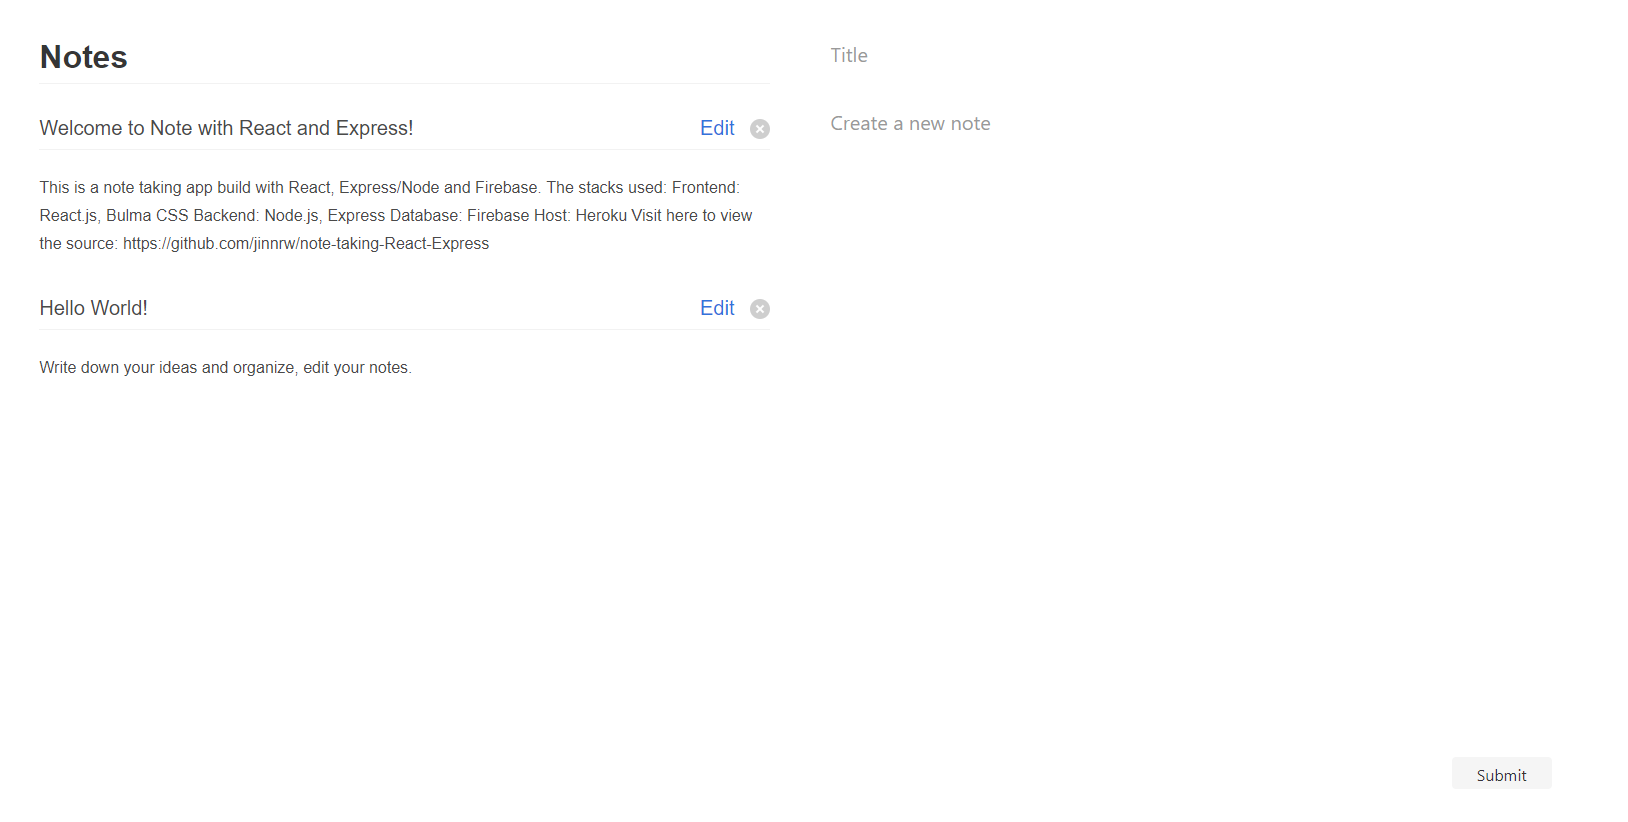 Notes
Welcome to Note with React and Express!
Edit
This is a note taking app build with React, Express/Node and Firebase. The stacks used: Frontend:
React.js, Bulma CSS Backend: Node.js, Express Database: Firebase Host: Heroku Visit here to view
the source: https://github.com/jinnrw/note-taking-React-Express
Hello World!
Edit
Write down your ideas and organize, edit your notes.
Title
Create a new note
Submit